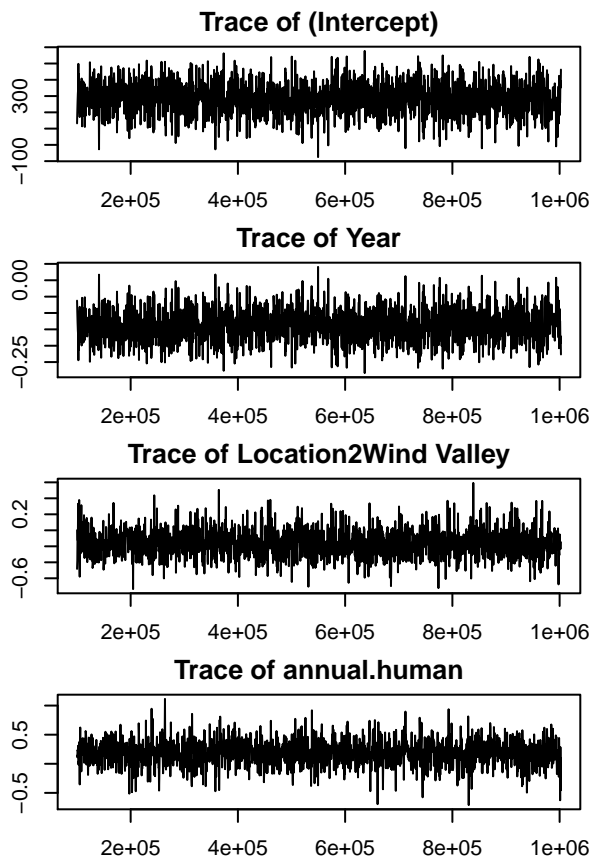 Trace of (Intercept)
300
−100
2e+05 4e+05 6e+05 8e+05 1e+06
Trace of Year
0.00
−0.25
2e+05 4e+05 6e+05 8e+05 1e+06
Trace of Location2Wind Valley
0.2
−0.6
2e+05 4e+05 6e+05 8e+05 1e+06
Trace of annual.human
0.5
−0.5
2e+05 4e+05 6e+05 8e+05 1e+06